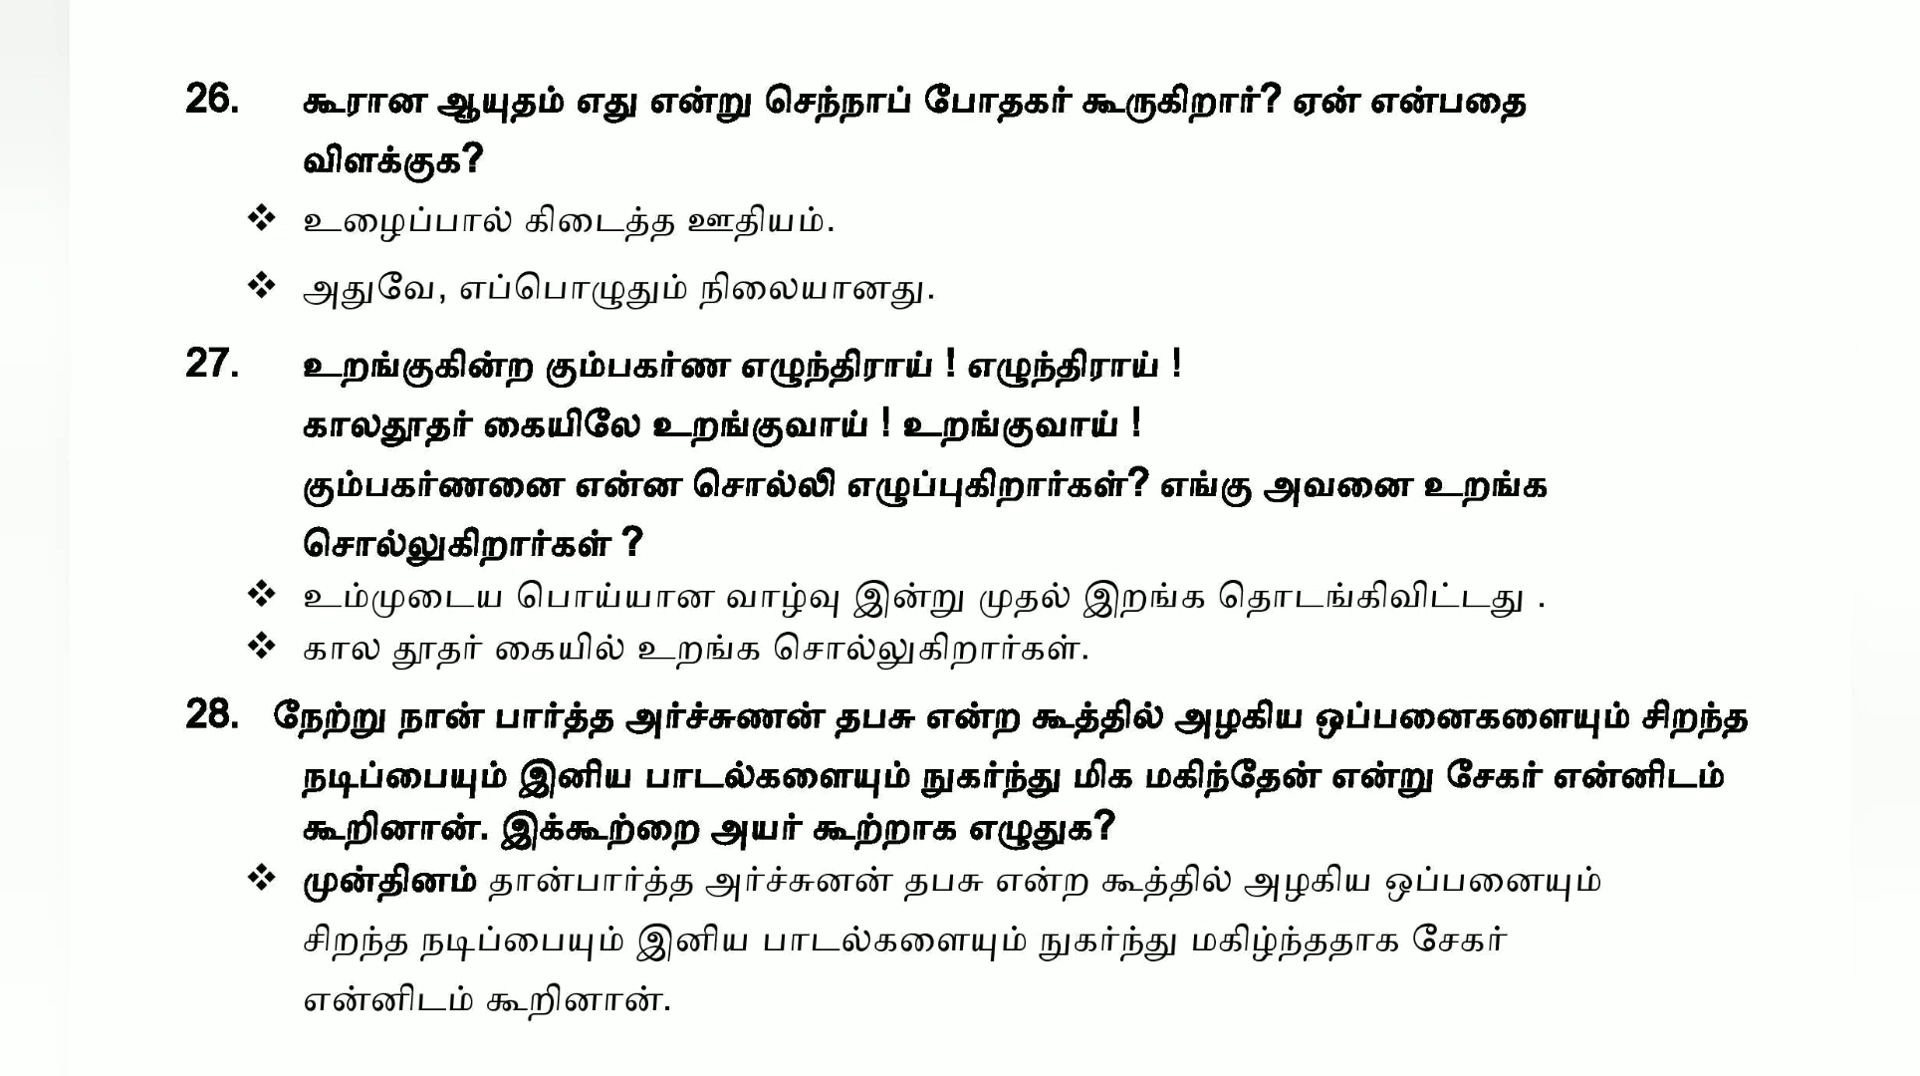 26. கூரான ஆயுதம் எது என்று செந்நாப் போதகர் கூருகிறார்? ஏன் என்பதை
விளக்குக?
❖ உழைப்பால் கிடைத்த ஊதியம்.
❖ அதுவே, எப்பொழுதும் நிலையானது.
27. உறங்குகின்ற கும்பகர்ண எழுந்திராய் ! எழுந்திராய் !
காலதூதர் கையிலே உறங்குவாய் ! உறங்குவாய் !
கும்பகர்ணனை என்ன சொல்லி எழுப்புகிறார்கள்? எங்கு அவனை உறங்க
சொல்லுகிறார்கள் ?
❖ உம்முடைய பொய்யான வாழ்வு இன்று முதல் இறங்க தொடங்கிவிட்டது .
❖ கால தூதர் கையில் உறங்க சொல்லுகிறார்கள்.
28. நேற்று நான் பார்த்த அர்ச்சுணன் தபசு என்ற கூத்தில் அழகிய ஒப்பனைகளையும் சிறந்த
நடிப்பையும் இனிய பாடல்களையும் நுகர்ந்து மிக மகிந்தேன் என்று சேகர் என்னிடம்
கூறினான். இக்கூற்றை அயர் கூற்றாக எழுதுக?
❖ முன்தினம் தான்பார்த்த அர்ச்சுனன் தபசு என்ற கூத்தில் அழகிய ஒப்பனையும்
சிறந்த நடிப்பையும் இனிய பாடல்களையும் நுகர்ந்து மகிழ்ந்ததாக சேகர்
என்னிடம் கூறினான்.